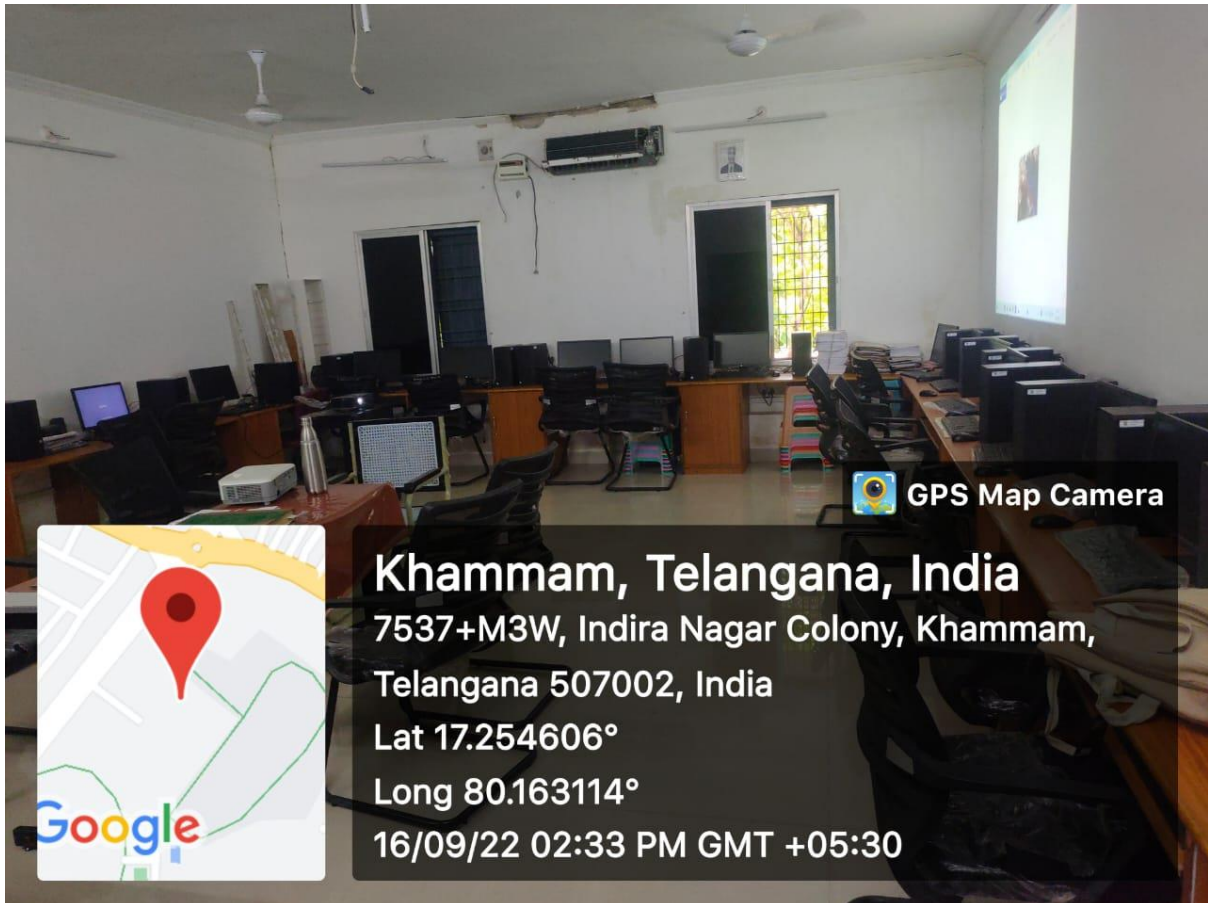 GPS Map Camera
Khammam, Telangana, India
7537+M3W, Indira Nagar Colony, Khammam,
Telangana 507002, India
Lat 17.254606°
Long 80.163114°
16/09/22 02:33 PM GMT +05:30
Google